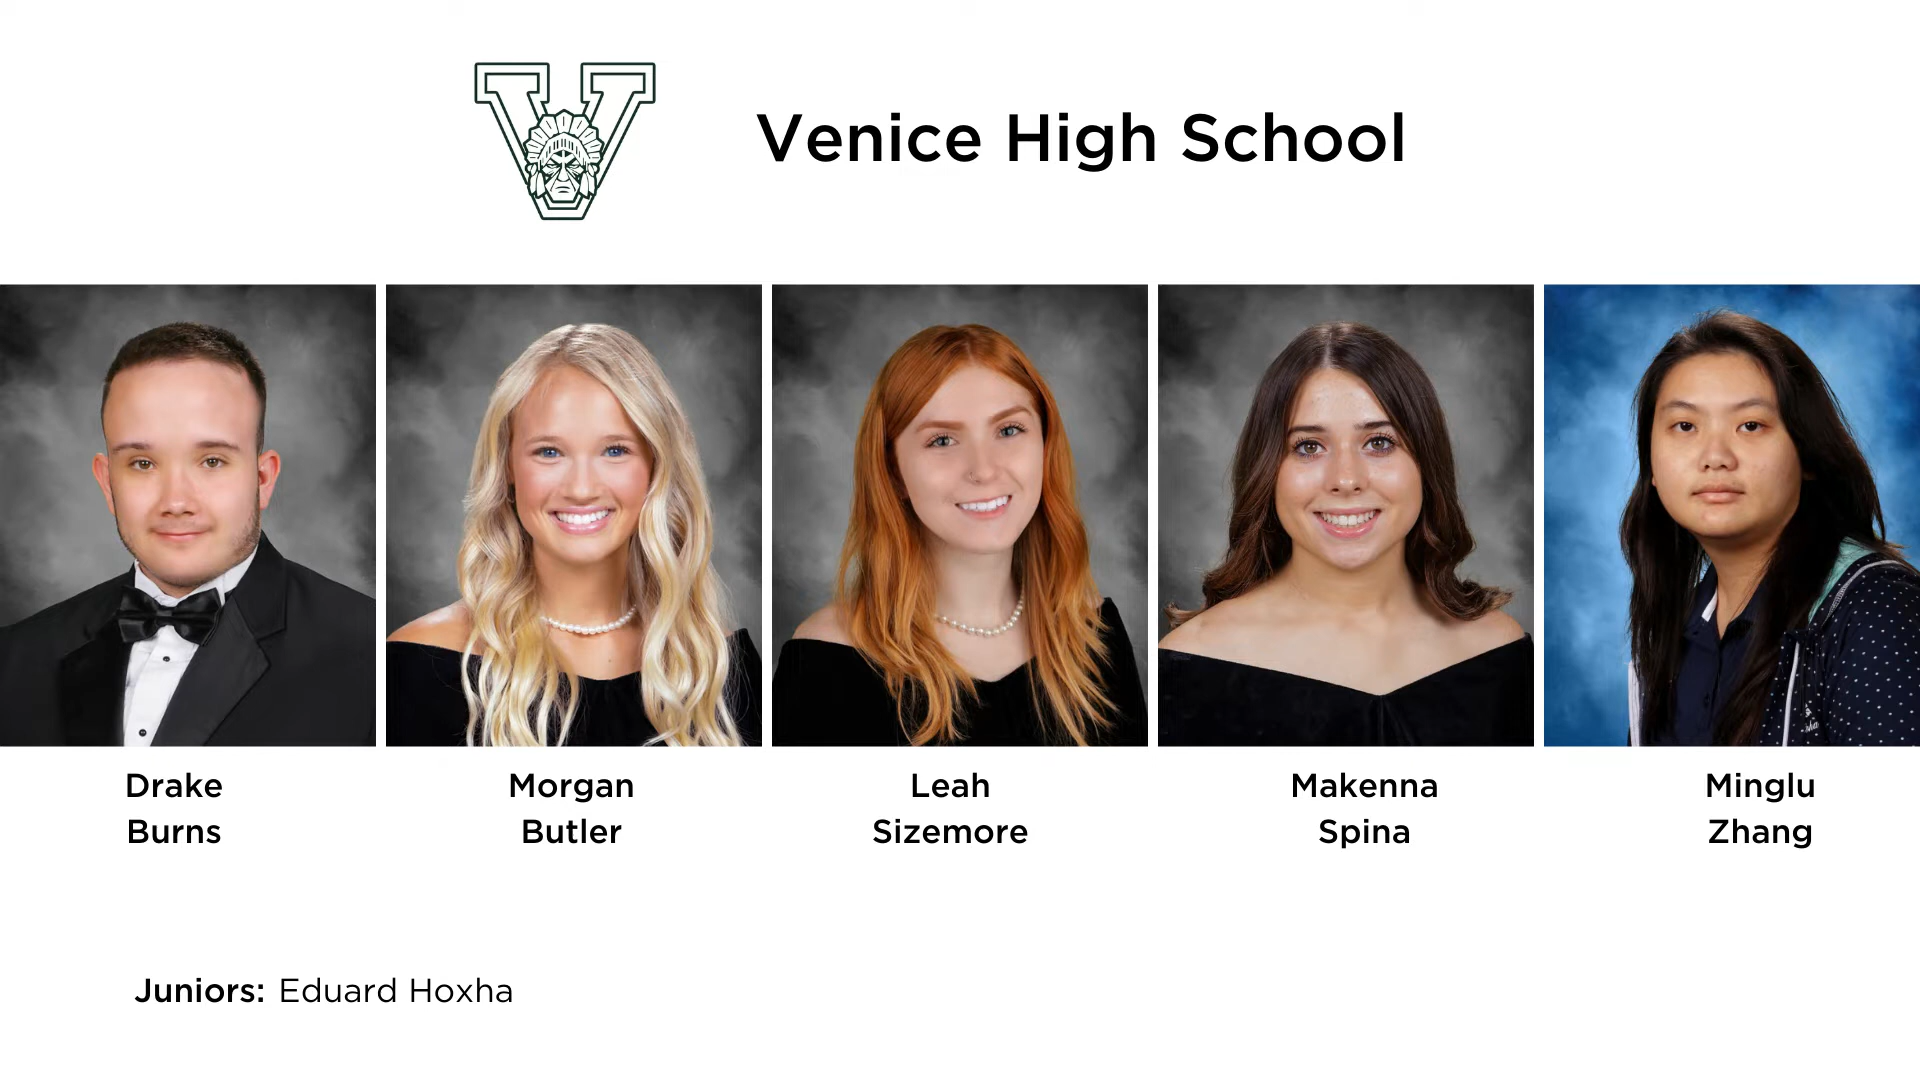 Venice High School
Drake
Burns
Morgan
Butler
Leah
Sizemore
Makenna
Spina
Minglu
Zhang
Juniors: Eduard Hoxha